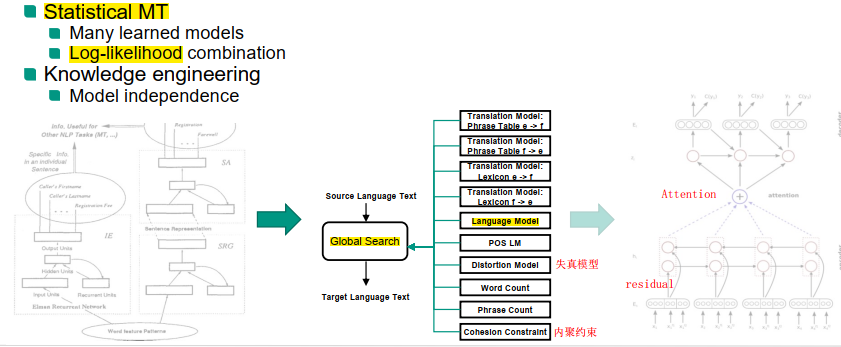 Statistical MT
Many learned models
Log-likelihood combination
Knowledge engineering
Model independence
Info. Useful for
Other NLP Tasks (MT, ...)
Registration
Farewell
Specific Info.
in an individual
Sentence
SA
Caller's Firstname
Caller's Lastname
Registration Fee
Sentence Representation
IE
SRG
Output Units
Hidden Units
Input Units
Recurrent Units
Elman Recurrent Network
Word feature Patterns
Source Language Text
Global Search
Target Language Text
Translation Model:
Phrase Table e -> f
Translation Model:
Phrase Table f -> e
Translation Model:
Lexicon e -> f
Translation Model:
Lexicon f -> e
Language Model
POS LM
Distortion Model
失真模型
Word Count
Phrase Count
Cohesion Constraint
内聚约束
Attention
attention
residual